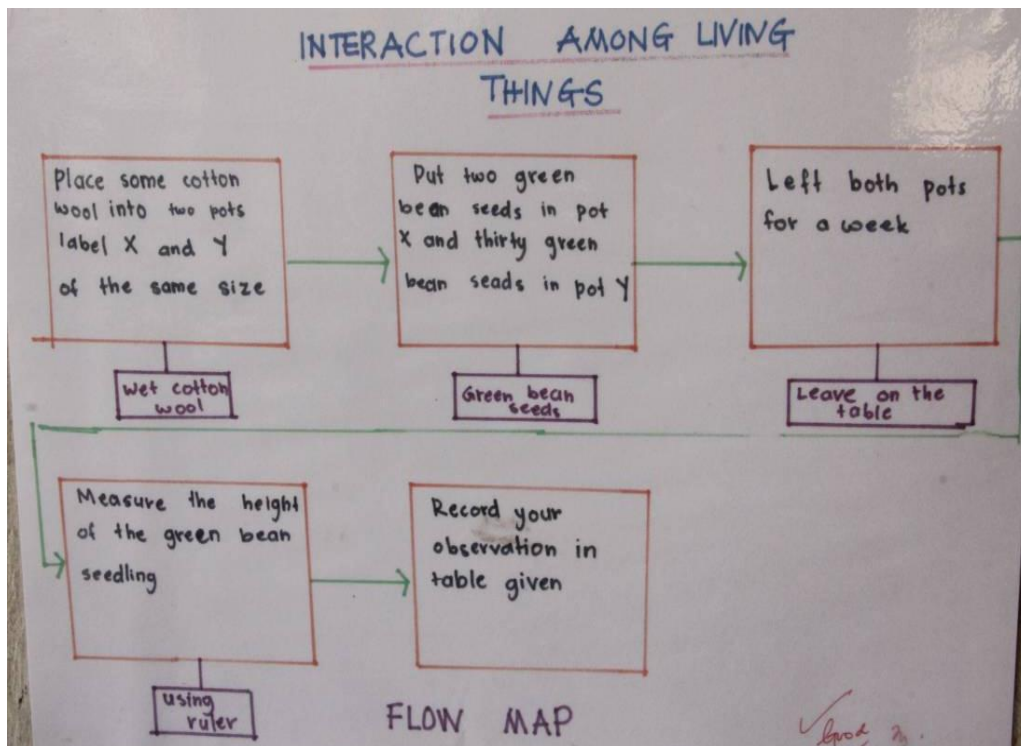 INTERACTION AMONG LIVING
THINGS
Place some cotton
wool into two pots
label X and Y
of the same size
Wet cotton
wool
Put two green
bean seeds in pot
X and thirty green
bean seads in pot Y
Green bean
seeds
Left both pots
for a week
Leave on the
table
Measure the height
of the green bean
seedling
using
ruler
Record your
observation in
table given
FLOW MAP
Good